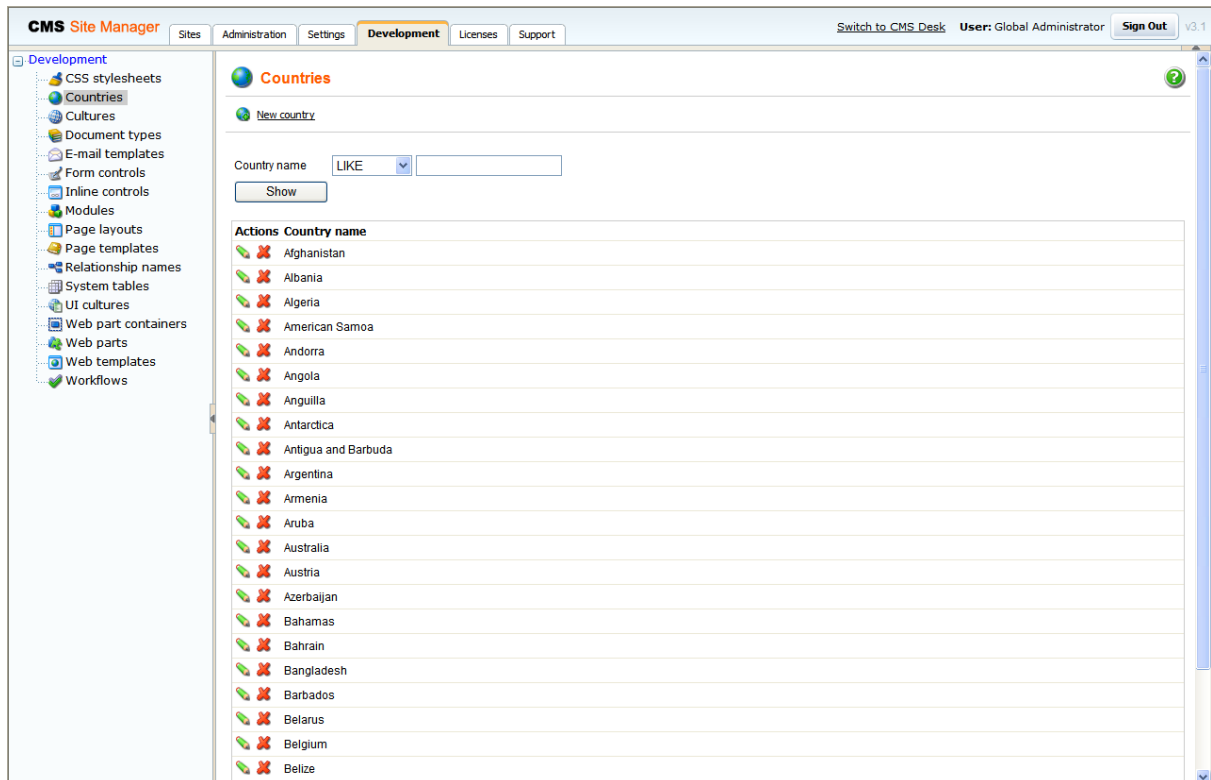 CMS Site Manager Sites Administration Settings Development Licenses Support Switch to CMS Desk User: Global Administrator Sign Out v3.1
Development
CSS stylesheets
Countries
Cultures
Document types
E-mail templates
Form controls
Inline controls
Modules
Page layouts
Page templates
Relationship names
System tables
UI cultures
Web part containers
Web parts
Web templates
Workflows
Countries
New country
Country name LIKE
Show
Actions Country name
Afghanistan
Albania
Algeria
American Samoa
Andorra
Angola
Anguilla
Antarctica
Antigua and Barbuda
Argentina
Armenia
Aruba
Australia
Austria
Azerbaijan
Bahamas
Bahrain
Bangladesh
Barbados
Belarus
Belgium
Belize